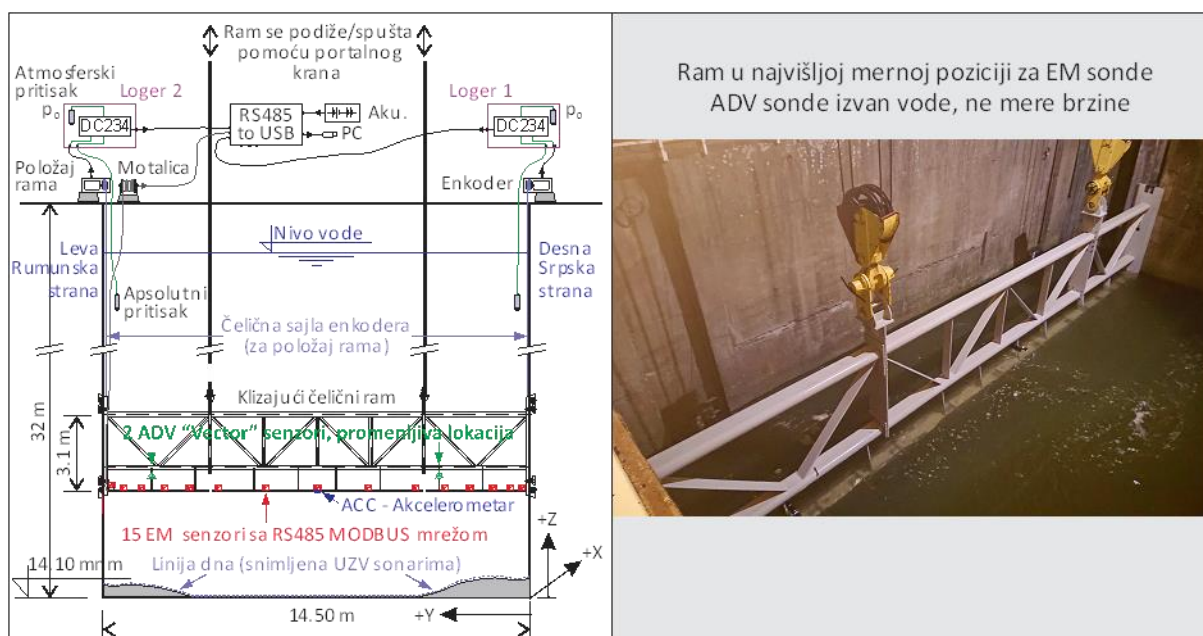 Ram se podiže/spušta
pomoću portalnog
krana
Atmosferski
pritisak
Loger 2
Loger 1
p₀
p₀
DC234
DC234
RS485
to USB
Aku.
PC
Položaj
rama
Motalica
Enkoder
Nivo vode
Leva
Rumunska
strana
Desna
Srpska
strana
Apsolutni
pritisak
Čelična sajla enkodera
(za položaj rama)
32 m
Klizajući čelični ram
2 ADV “Vector” senzori, promenljiva lokacija
3.1 m
ACC - Akcelerometar
15 EM senzori sa RS485 MODBUS mrežom
+Z
+X
14.10 mnm
Linija dna (snimljena UZV sonarima)
14.50 m
+Y
Ram u najvišljoj mernoj poziciji za EM sonde
ADV sonde izvan vode, ne mere brzine